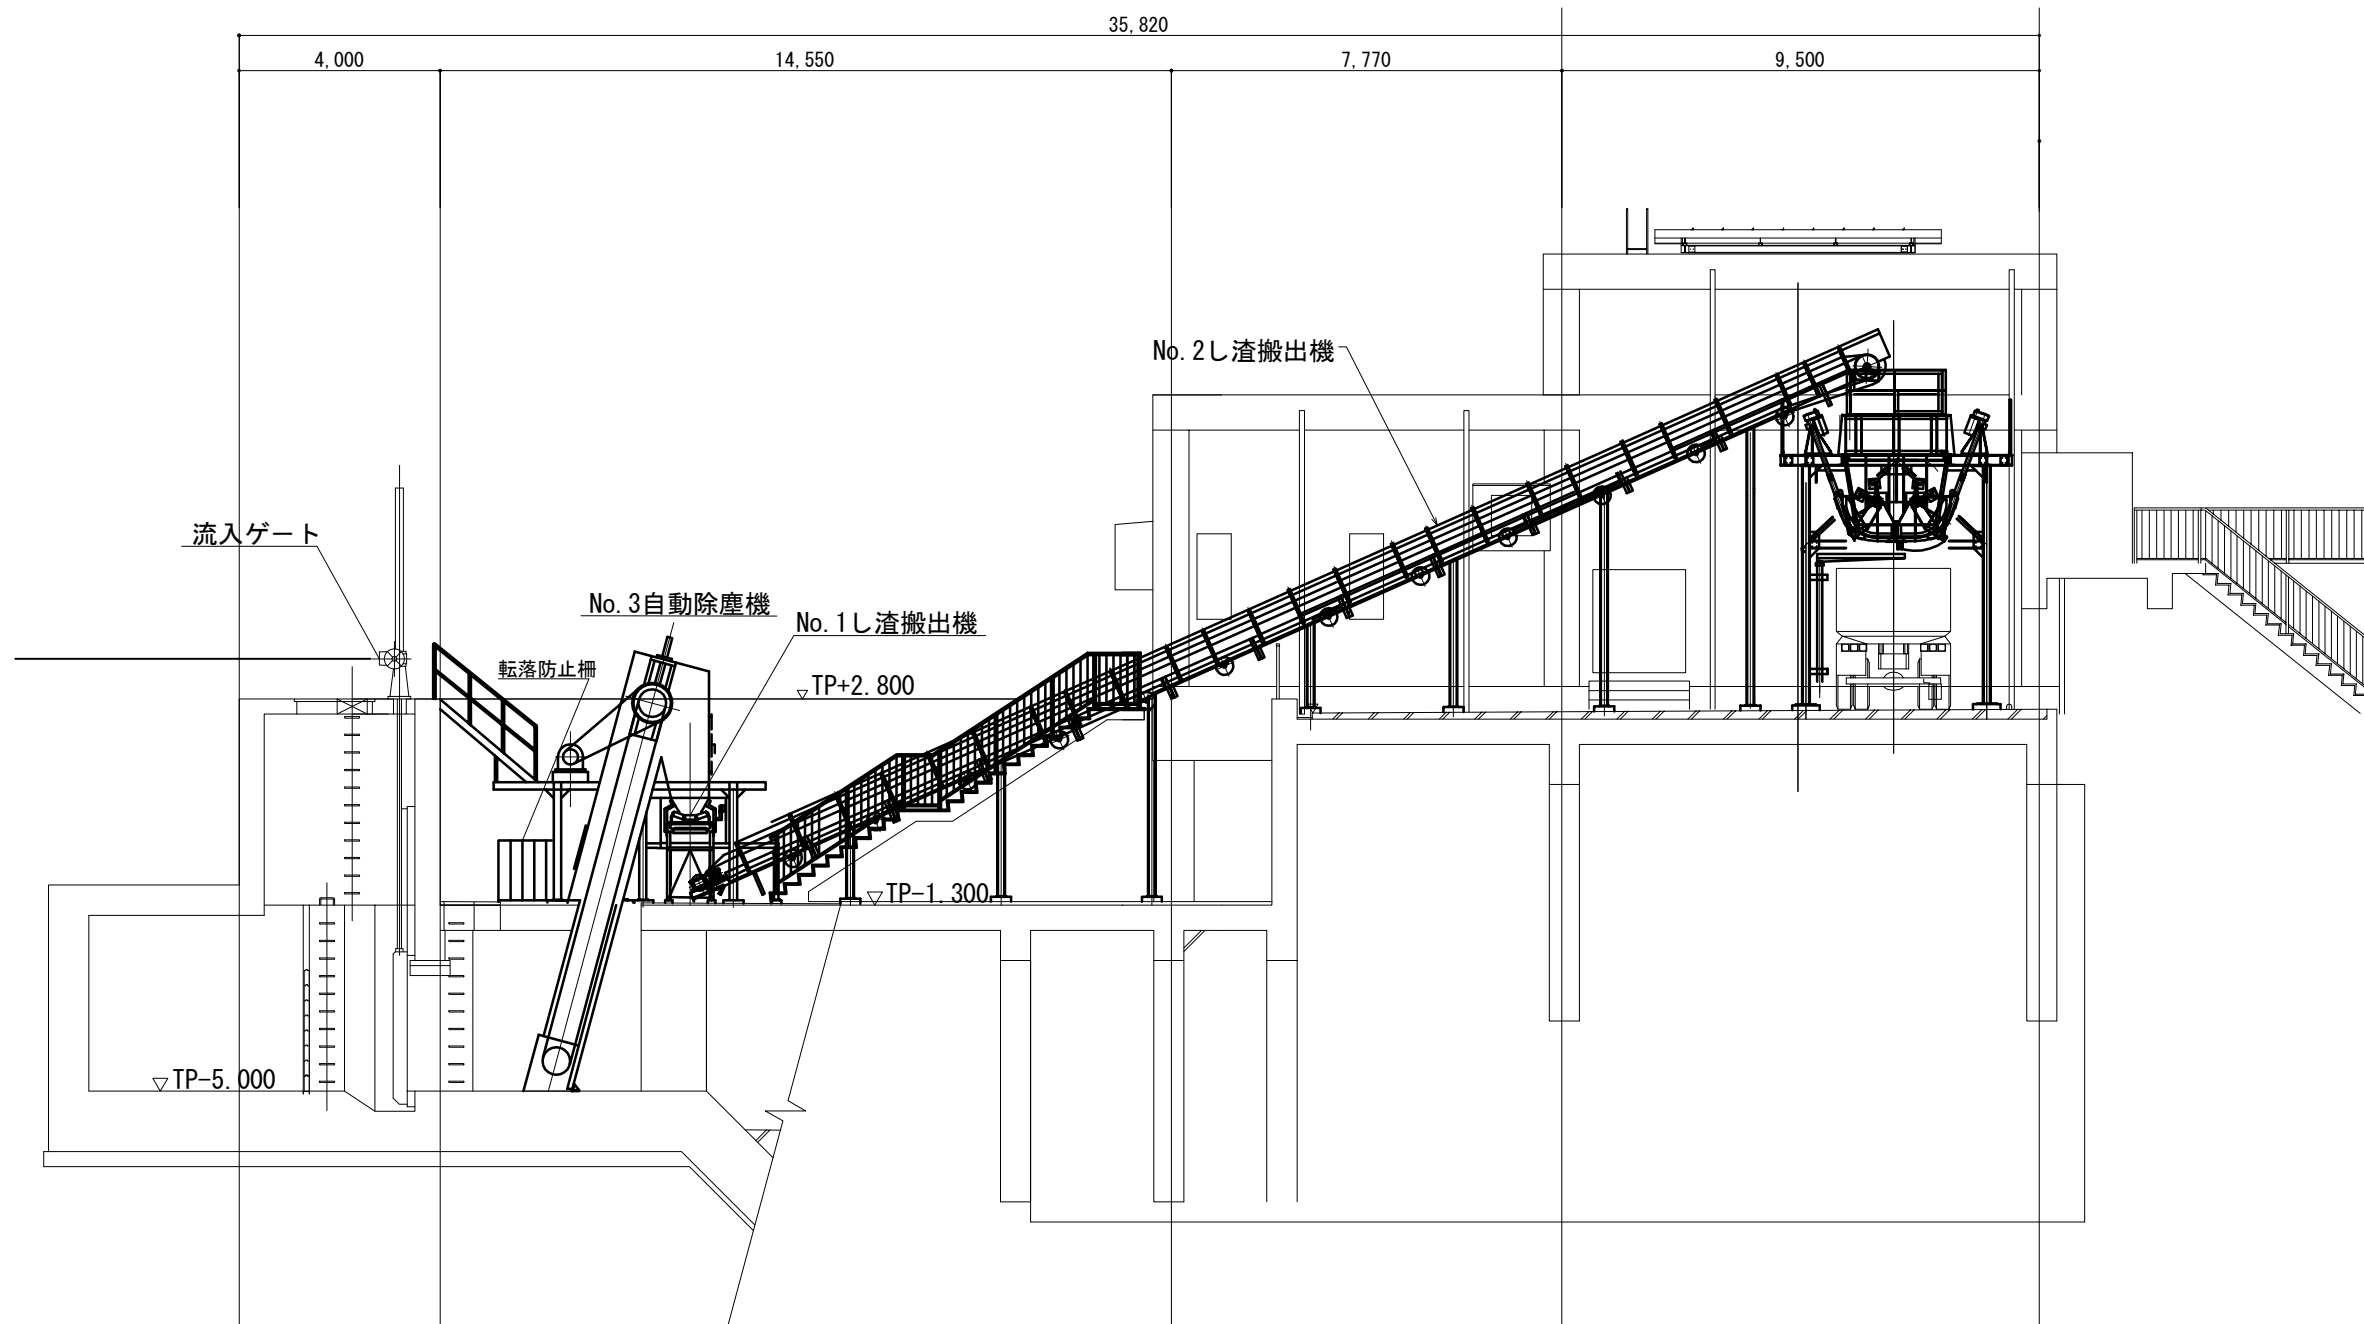 35,820
4,000
14,550
7,770
9,500
No.2し渣搬出機
流入ゲート
No.3自動除塵機
No.1し渣搬出機
転落防止柵
▽TP+2.800
▽TP-1.300
▽TP-5.000